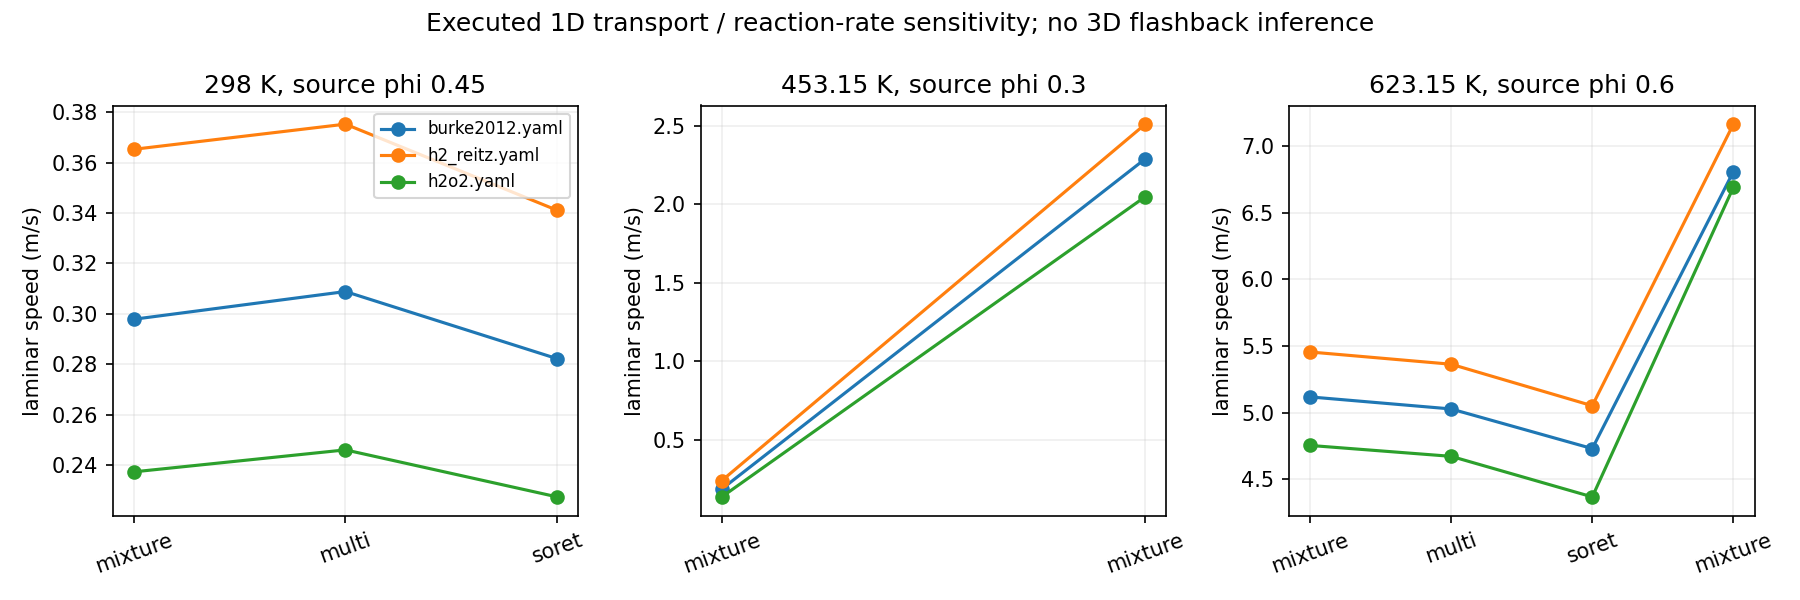 Executed 1D transport / reaction-rate sensitivity; no 3D flashback inference
298 K, source phi 0.45
laminar speed (m/s)
0.38
0.36
0.34
0.32
0.30
0.28
0.26
0.24
burke2012.yaml
h2_reitz.yaml
h2o2.yaml
mixture
multi
soret
453.15 K, source phi 0.3
laminar speed (m/s)
2.5
2.0
1.5
1.0
0.5
mixture
mixture
623.15 K, source phi 0.6
laminar speed (m/s)
7.0
6.5
6.0
5.5
5.0
4.5
mixture
multi
soret
mixture